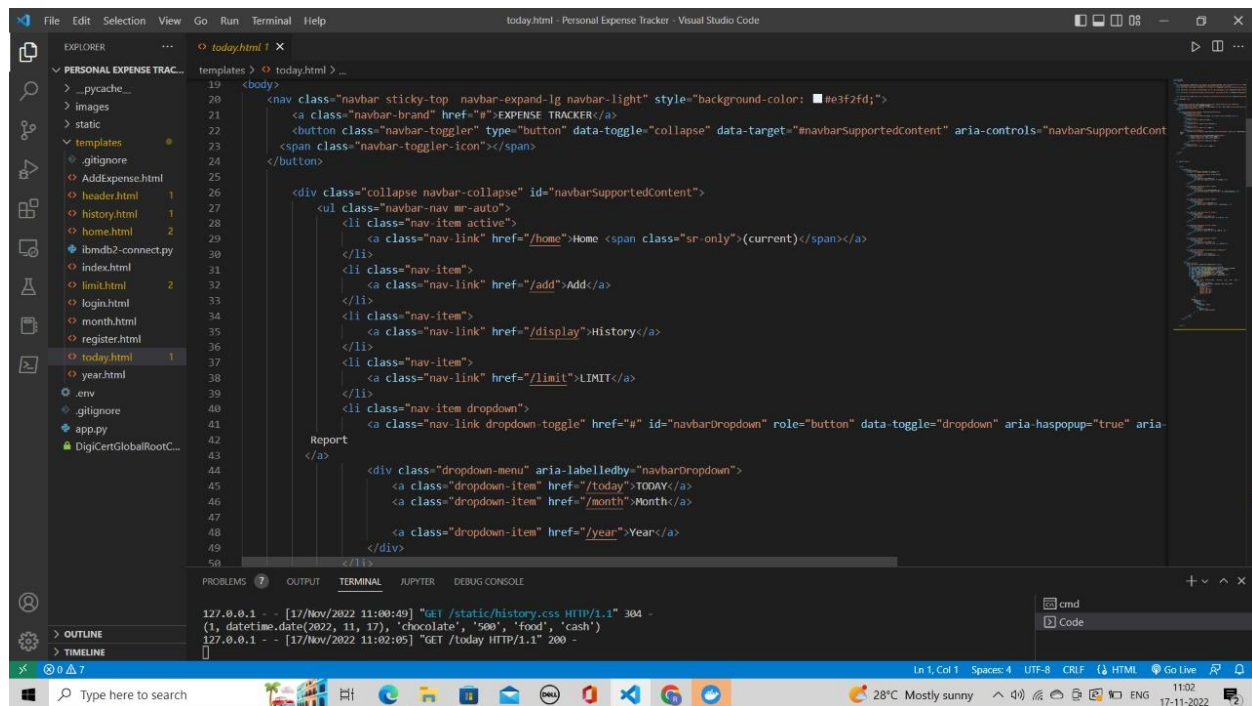 File Edit Selection View Go Run Terminal Help
today.html - Personal Expense Tracker - Visual Studio Code
EXPLORER
PERSONAL EXPENSE TRAC...
__pycache__
images
static
templates
.gitignore
AddExpense.html
header.html 1
history.html 1
home.html 2
ibmdb2-connect.py
index.html
limit.html 2
login.html
month.html
register.html
today.html 1
year.html
.env
.gitignore
app.py
DigiCertGlobalRootC...
OUTLINE
TIMELINE
today.html 1
templates > today.html > ...
19 <body>
20 <nav class="navbar sticky-top navbar-expand-lg navbar-light" style="background-color: #e3f2fd;">
21 <a class="navbar-brand" href="#">EXPENSE TRACKER</a>
22 <button class="navbar-toggler" type="button" data-toggle="collapse" data-target="#navbarSupportedContent" aria-controls="navbarSupportedCont
23 <span class="navbar-toggler-icon"></span>
24 </button>
25
26 <div class="collapse navbar-collapse" id="navbarSupportedContent">
27 <ul class="navbar-nav mr-auto">
28 <li class="nav-item active">
29 <a class="nav-link" href="/home">Home <span class="sr-only">(current)</span></a>
30 </li>
31 <li class="nav-item">
32 <a class="nav-link" href="/add">Add</a>
33 </li>
34 <li class="nav-item">
35 <a class="nav-link" href="/display">History</a>
36 </li>
37 <li class="nav-item">
38 <a class="nav-link" href="/limit">LIMIT</a>
39 </li>
40 <li class="nav-item dropdown">
41 <a class="nav-link dropdown-toggle" href="#" id="navbarDropdown" role="button" data-toggle="dropdown" aria-haspopup="true" aria-
42 Report
43 </a>
44 <div class="dropdown-menu" aria-labelledby="navbarDropdown">
45 <a class="dropdown-item" href="/today">TODAY</a>
46 <a class="dropdown-item" href="/month">Month</a>
47
48 <a class="dropdown-item" href="/year">Year</a>
49 </div>
50 </li>
PROBLEMS 7 OUTPUT TERMINAL JUPYTER DEBUG CONSOLE
127.0.0.1 - - [17/Nov/2022 11:00:49] "GET /static/history.css HTTP/1.1" 304 -
(1, datetime.date(2022, 11, 17), 'chocolate', '500', 'food', 'cash')
127.0.0.1 - - [17/Nov/2022 11:02:05] "GET /today HTTP/1.1" 200 -
cmd
Code
0 7
Ln 1, Col 1 Spaces: 4 UTF-8 CRLF HTML Go Live
Type here to search
DELL
28°C Mostly sunny
ENG
11:02
17-11-2022
2